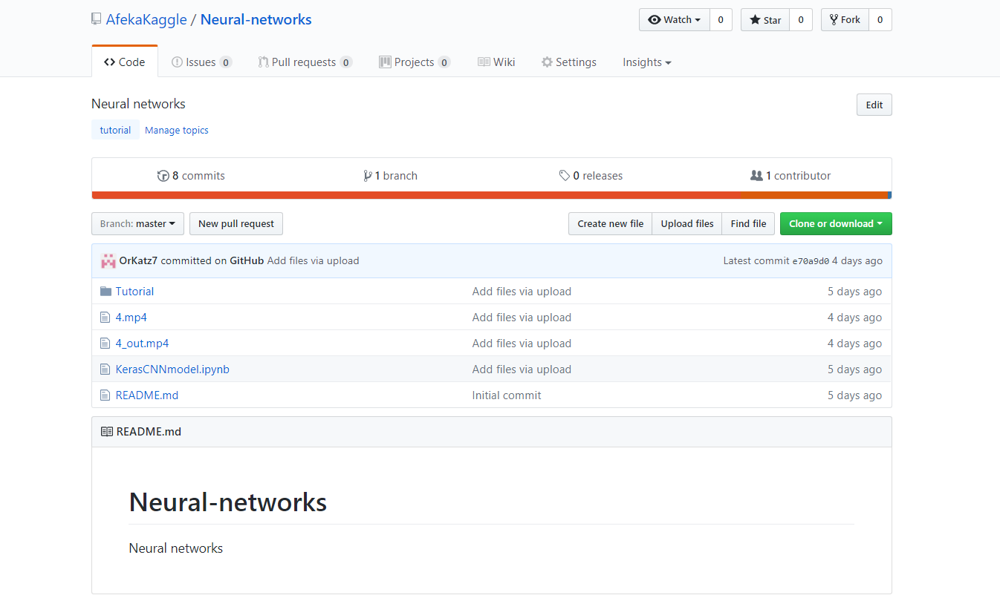 AfekaKaggle / Neural-networks Watch 0 Star 0 Fork 0
Code Issues 0 Pull requests 0 Projects 0 Wiki Settings Insights
Neural networks Edit
tutorial Manage topics
8 commits 1 branch 0 releases 1 contributor
Branch: master New pull request Create new file Upload files Find file Clone or download
OrKatz7 committed on GitHub Add files via upload Latest commit e70a9d0 4 days ago
Tutorial Add files via upload 5 days ago
4.mp4 Add files via upload 4 days ago
4_out.mp4 Add files via upload 4 days ago
KerasCNNmodel.ipynb Add files via upload 5 days ago
README.md Initial commit 5 days ago
README.md
Neural-networks
Neural networks